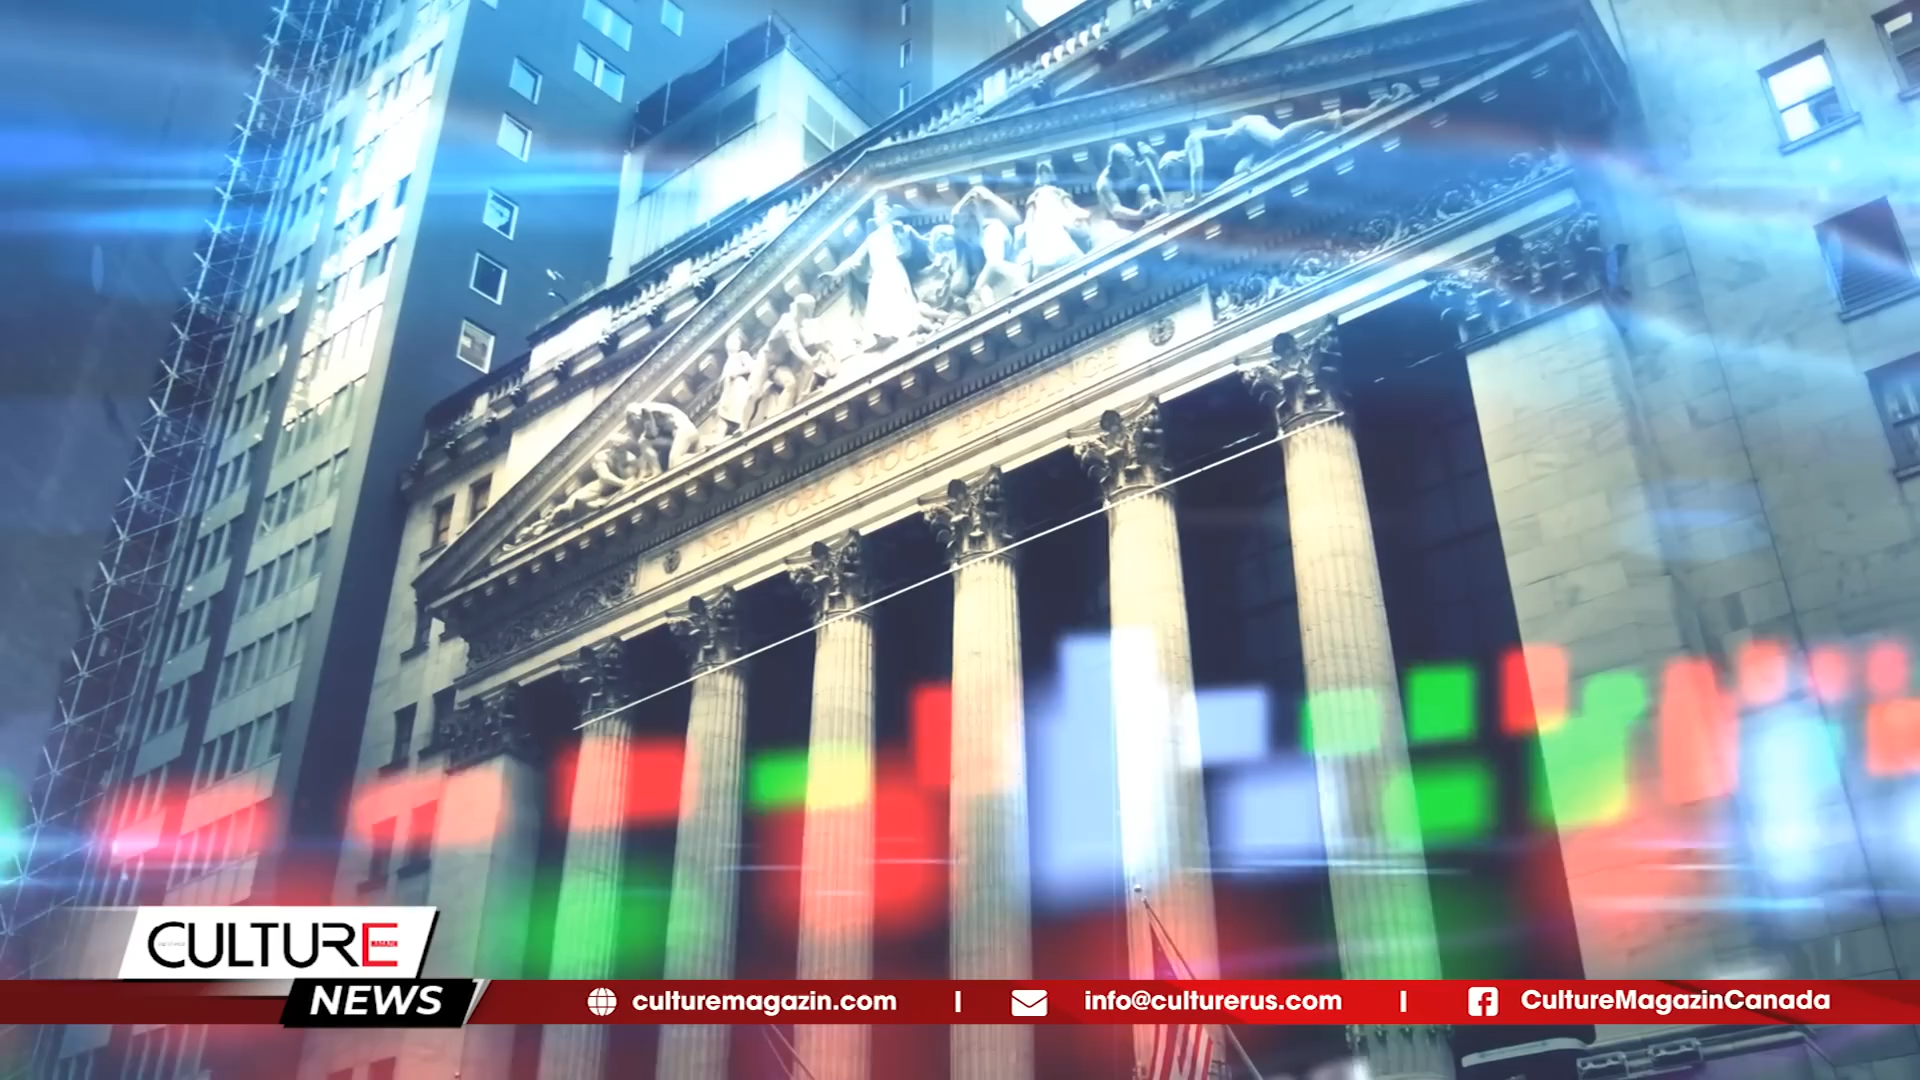 NEW YORK STOCK EXCHANGE
CULTURE
MAGAZIN
NEWS
culturemagazin.com | info@culturerus.com | CultureMagazinCanada